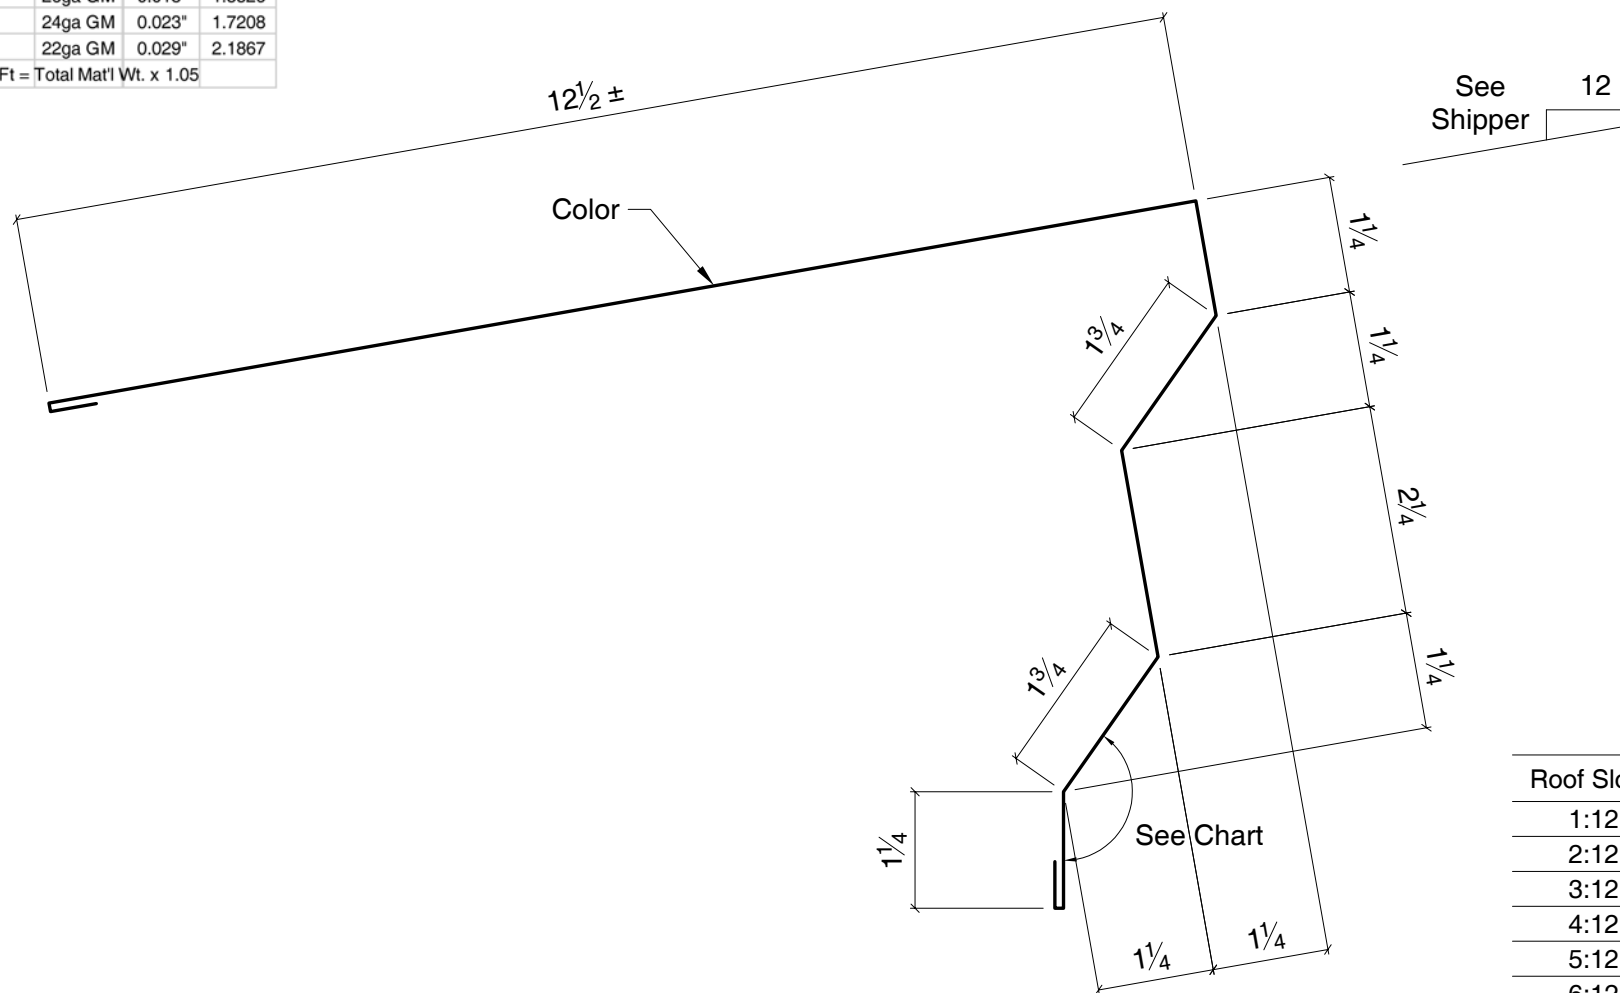 24ga GM 0.023" 1.7208
22ga GM 0.029" 2.1867
Ft = Total Mat'l Wt. x 1.05
12½ ±
See 12
Shipper
Color
1¼
1¾
1¼
2¼
1¾
1¼
1¼
See Chart
1¼
1¼
Roof Slo
1:12
2:12
3:12
4:12
5:12